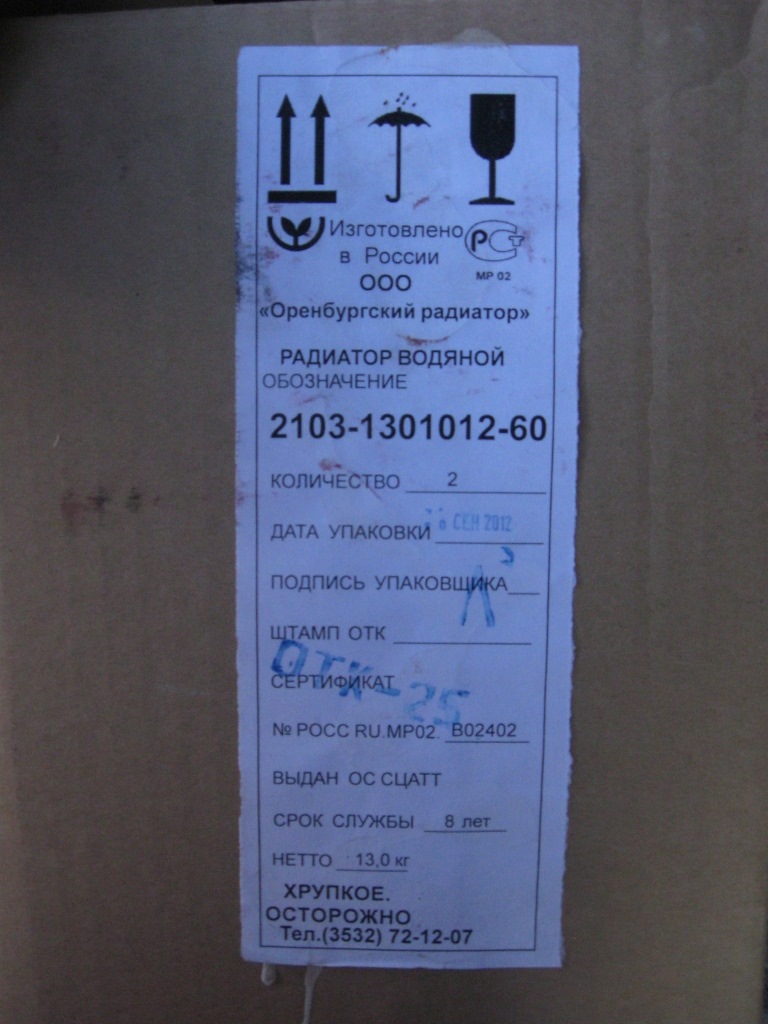 Изготовлено
в России
РСТ
МР 02
ООО
«Оренбургский радиатор»
РАДИАТОР ВОДЯНОЙ
ОБОЗНАЧЕНИЕ
2103-1301012-60
КОЛИЧЕСТВО 2
ДАТА УПАКОВКИ СЕН 2012
ПОДПИСЬ УПАКОВЩИКА
ШТАМП ОТК
ОТК-25
СЕРТИФИКАТ
№ РОСС RU.МР02. В02402
ВЫДАН ОС СЦАТТ
СРОК СЛУЖБЫ 8 лет
НЕТТО 13,0 кг
ХРУПКОЕ.
ОСТОРОЖНО
Тел.(3532) 72-12-07